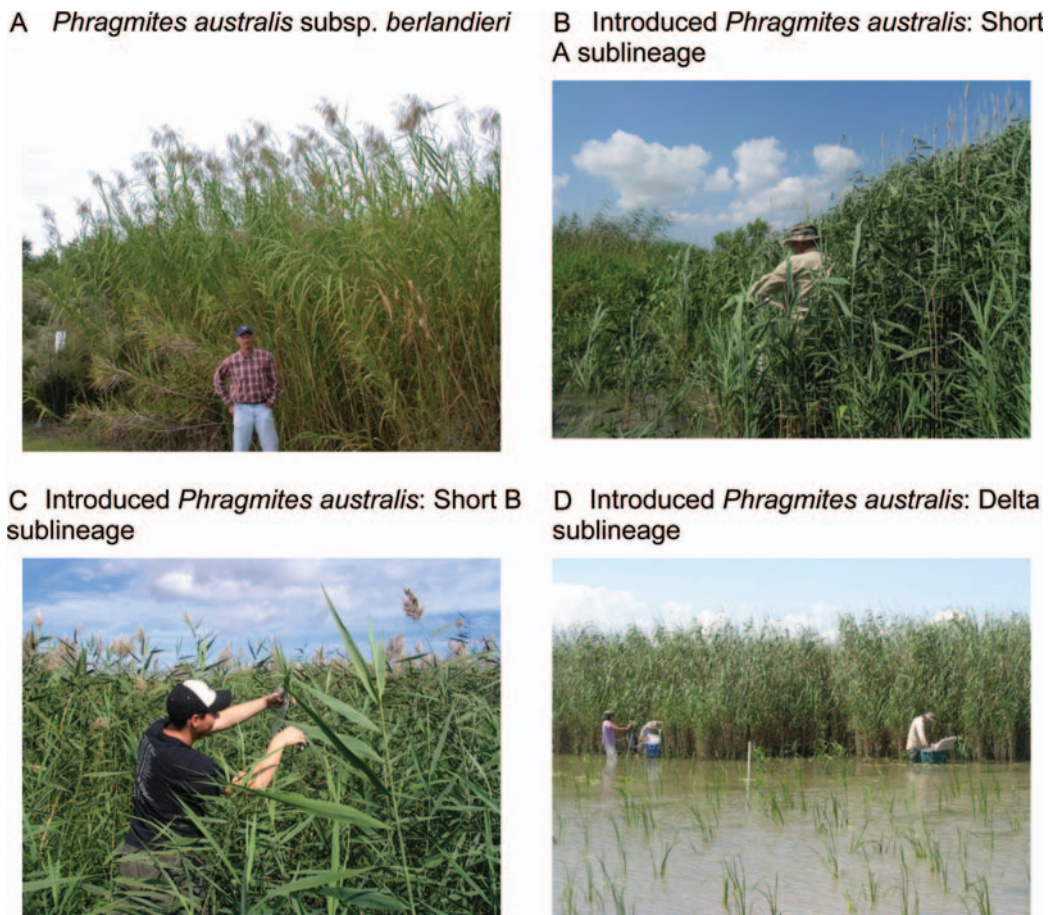 A Phragmites australis subsp. berlandieri
B Introduced Phragmites australis: Short
A sublineage
C Introduced Phragmites australis: Short B
sublineage
D Introduced Phragmites australis: Delta
sublineage